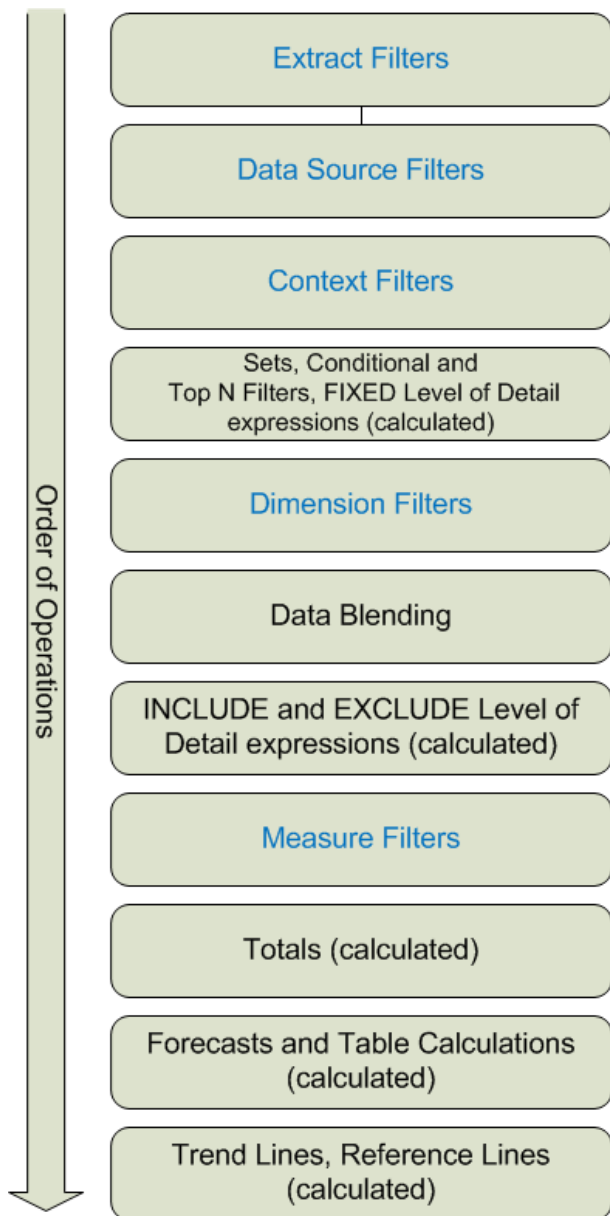 Extract Filters
Data Source Filters
Context Filters
Sets, Conditional and
Top N Filters, FIXED Level of Detail
expressions (calculated)
Dimension Filters
Data Blending
INCLUDE and EXCLUDE Level of
Detail expressions (calculated)
Measure Filters
Totals (calculated)
Forecasts and Table Calculations
(calculated)
Trend Lines, Reference Lines
(calculated)
Order of Operations